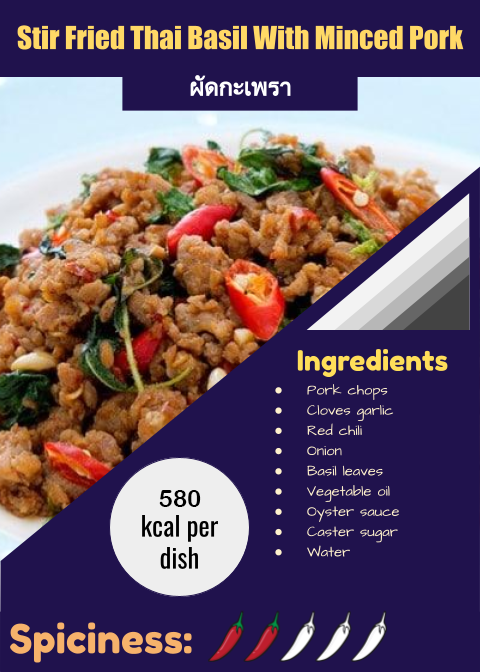 Stir Fried Thai Basil With Minced Pork
ผัดกะเพรา
Ingredients
Pork chops
Cloves garlic
Red chili
Onion
Basil leaves
Vegetable oil
Oyster sauce
Caster sugar
Water
580
kcal per
dish
Spiciness: